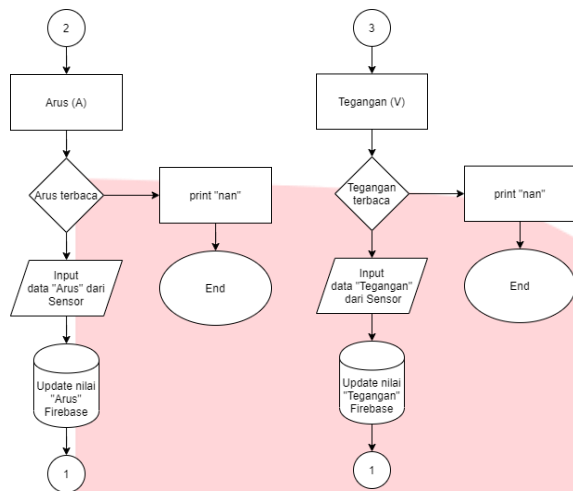 2
Arus (A)
Arus terbaca
print "nan"
Input
data "Arus" dari
Sensor
End
Update nilai
"Arus"
Firebase
1
3
Tegangan (V)
Tegangan
terbaca
print "nan"
Input
data "Tegangan"
dari Sensor
End
Update nilai
"Tegangan"
Firebase
1